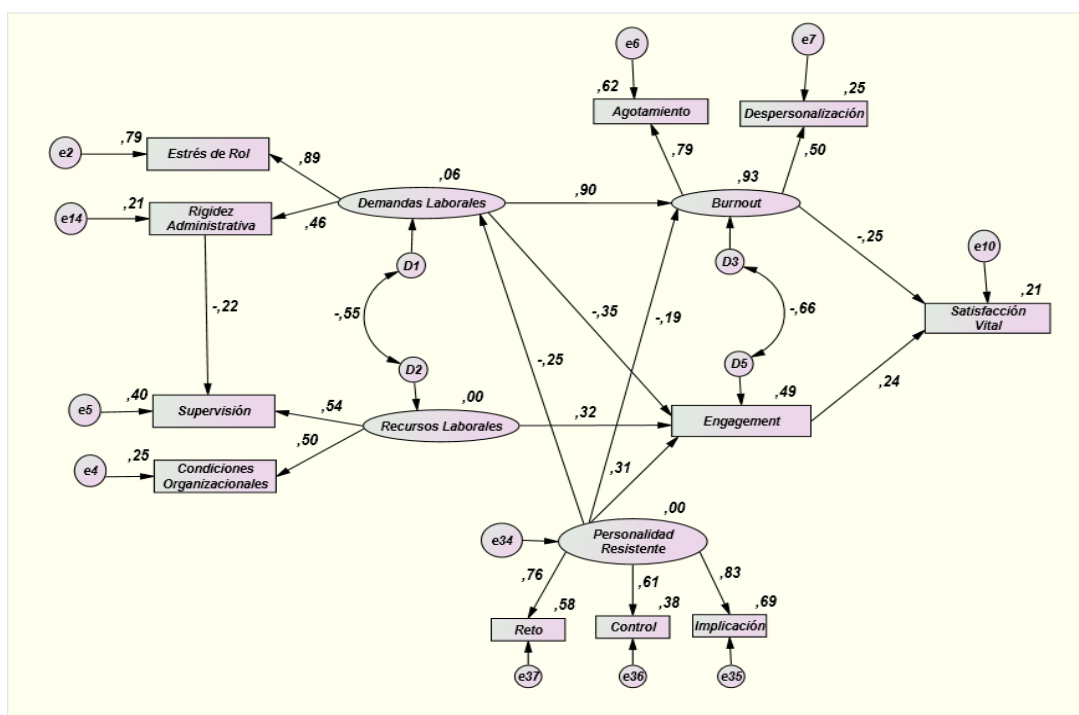 e6
e7
,62
,25
Agotamiento
Despersonalización
e2
,79
Estrés de Rol
,89
,79
,50
,06
,93
e14
,21
Rigidez
Administrativa
,46
Demandas Laborales
,90
Burnout
D1
D3
-,25
e10
,21
Satisfacción
Vital
-,22
-,55
-,35
-,19
-,66
-,25
D2
D5
,24
e5
,40
Supervisión
,54
,00
Recursos Laborales
,32
,49
Engagement
e4
,25
Condiciones
Organizacionales
,50
,31
,00
e34
Personalidad
Resistente
,76
,61
,83
,58
,38
,69
Reto
Control
Implicación
e37
e36
e35